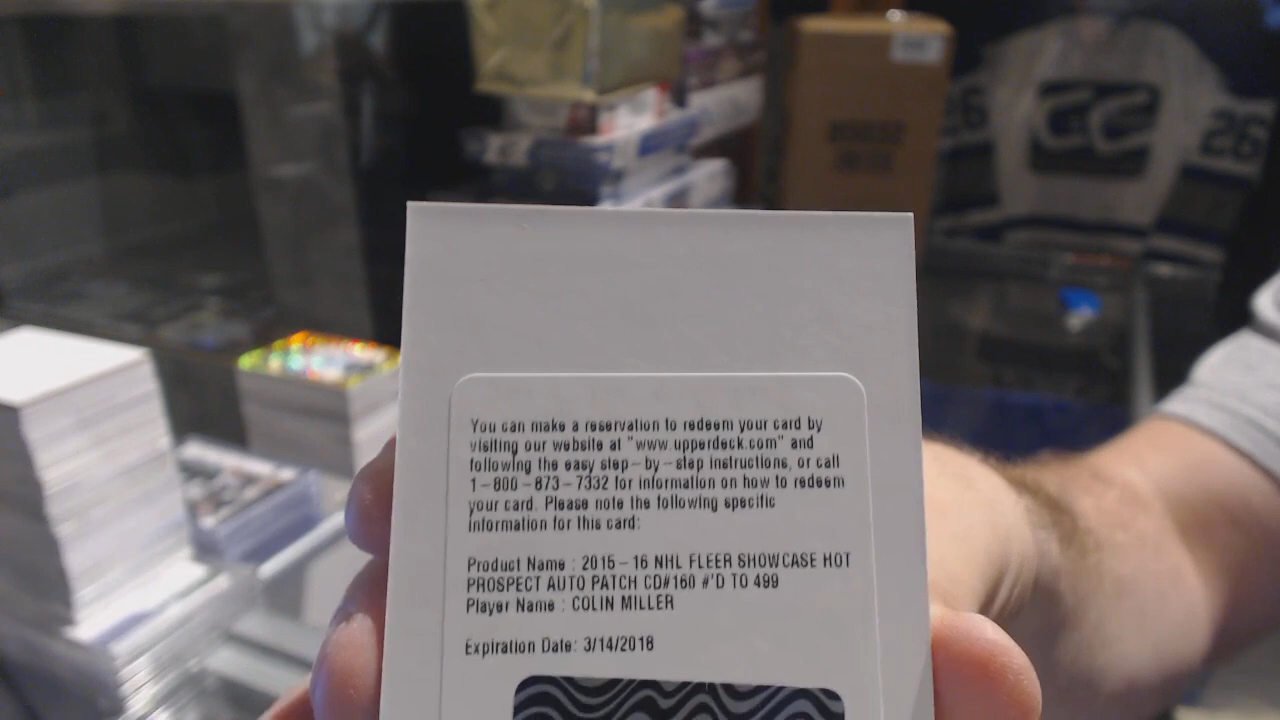 26
26
You can make a reservation to redeem your card by
visiting our website at "www.upperdeck.com" and
following the easy step-by-step instructions, or call
1-800-873-7332 for information on how to redeem
your card. Please note the following specific
information for this card:
Product Name : 2015-16 NHL FLEER SHOWCASE HOT
PROSPECT AUTO PATCH CD#160 #'D TO 499
Player Name : COLIN MILLER
Expiration Date: 3/14/2018